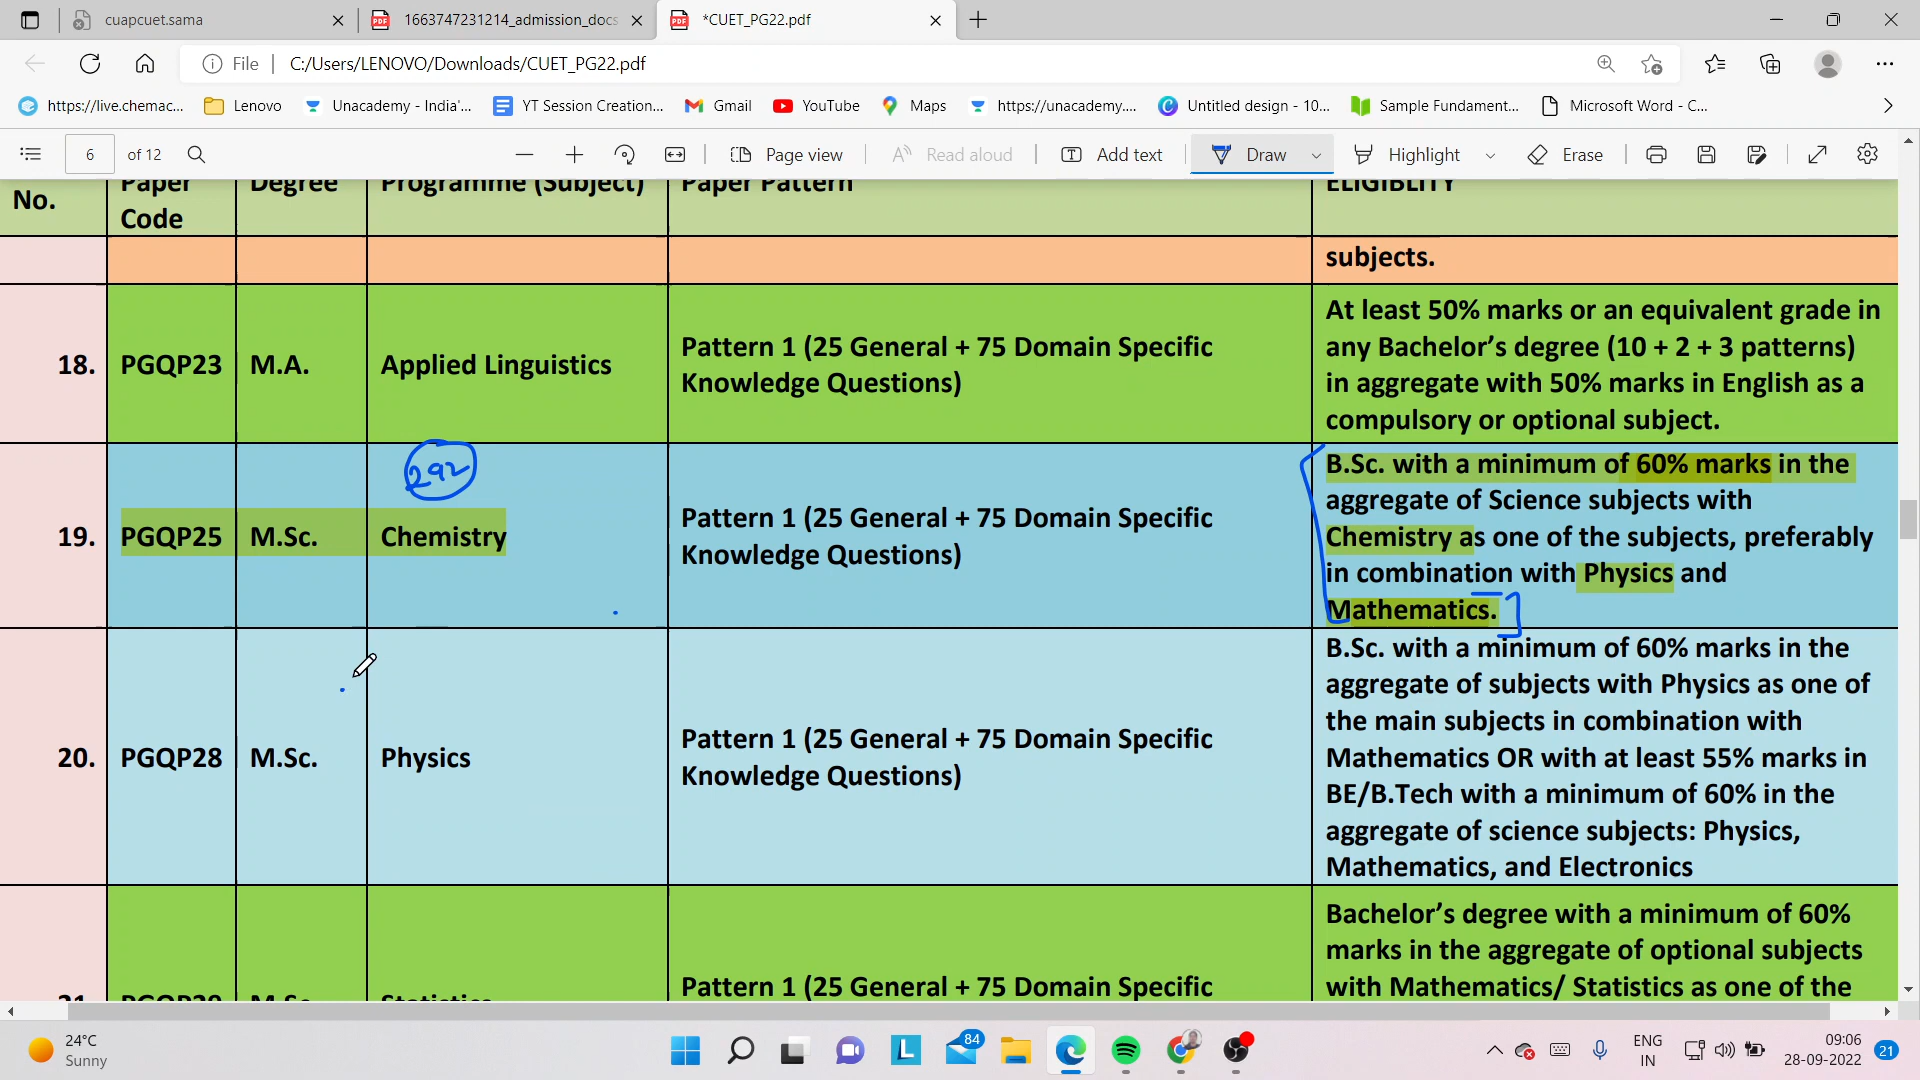 cuapcuet.sama
1663747231214_admission_docs
*CUET_PG22.pdf
File
C:/Users/LENOVO/Downloads/CUET_PG22.pdf
https://live.chemac...
Lenovo
Unacademy - India'...
YT Session Creation...
Gmail
YouTube
Maps
https://unacademy....
Untitled design - 10...
Sample Fundament...
Microsoft Word - C...
6 of 12
Page view
Read aloud
Add text
Draw
Highlight
Erase
No.
Paper Code
Degree
Programme (Subject)
Paper Pattern
ELIGIBLITY
subjects.
18.
PGQP23
M.A.
Applied Linguistics
Pattern 1 (25 General + 75 Domain Specific
Knowledge Questions)
At least 50% marks or an equivalent grade in
any Bachelor's degree (10 + 2 + 3 patterns)
in aggregate with 50% marks in English as a
compulsory or optional subject.
292
19.
PGQP25
M.Sc.
Chemistry
Pattern 1 (25 General + 75 Domain Specific
Knowledge Questions)
B.Sc. with a minimum of 60% marks in the
aggregate of Science subjects with
Chemistry as one of the subjects, preferably
in combination with Physics and
Mathematics.
20.
PGQP28
M.Sc.
Physics
Pattern 1 (25 General + 75 Domain Specific
Knowledge Questions)
B.Sc. with a minimum of 60% marks in the
aggregate of subjects with Physics as one of
the main subjects in combination with
Mathematics OR with at least 55% marks in
BE/B.Tech with a minimum of 60% in the
aggregate of science subjects: Physics,
Mathematics, and Electronics
21.
PGQP29
M.Sc.
Statistics
Pattern 1 (25 General + 75 Domain Specific
Bachelor's degree with a minimum of 60%
marks in the aggregate of optional subjects
with Mathematics/ Statistics as one of the
24°C
Sunny
84
ENG
IN
09:06
28-09-2022
21